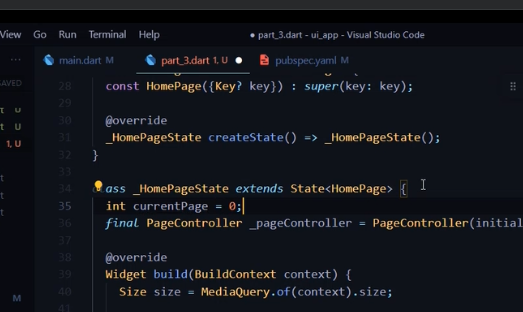 View Go Run Terminal Help
● part_3.dart - ui_app - Visual Studio Code
... main.dart M part_3.dart 1, U ● pubspec.yaml M
28 const HomePage({Key? key}) : super(key: key);
29
30 @override
31 _HomePageState createState() => _HomePageState();
32 }
33
34 ass _HomePageState extends State<HomePage> {
35 int currentPage = 0;
36 final PageController _pageController = PageController(initial
37
38 @override
39 Widget build(BuildContext context) {
40 Size size = MediaQuery.of(context).size;
41
AVED
t U
t U
1, U
t
t
t
M